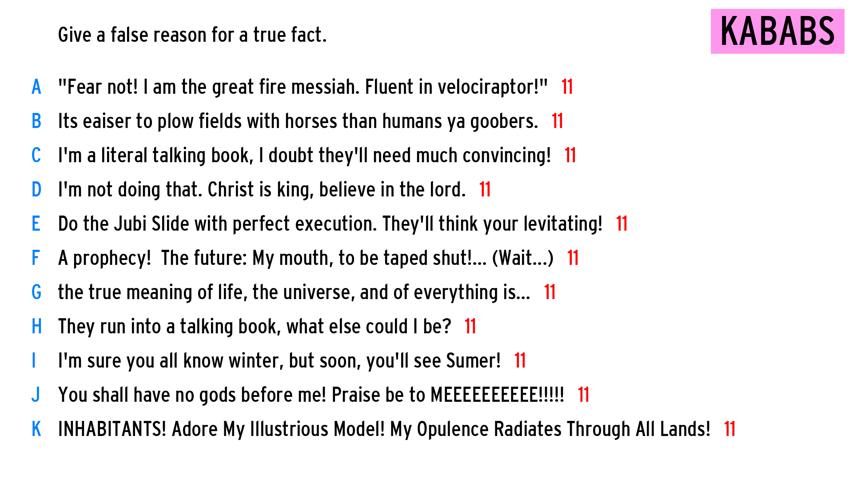 Give a false reason for a true fact.
KABABS
A "Fear not! I am the great fire messiah. Fluent in velociraptor!" 11
B Its eaiser to plow fields with horses than humans ya goobers. 11
C I'm a literal talking book, I doubt they'll need much convincing! 11
D I'm not doing that. Christ is king, believe in the lord. 11
E Do the Jubi Slide with perfect execution. They'll think your levitating! 11
F A prophecy!  The future: My mouth, to be taped shut!... (Wait...) 11
G the true meaning of life, the universe, and of everything is... 11
H They run into a talking book, what else could I be? 11
I I'm sure you all know winter, but soon, you'll see Sumer! 11
J You shall have no gods before me! Praise be to MEEEEEEEEEE!!!!! 11
K INHABITANTS! Adore My Illustrious Model! My Opulence Radiates Through All Lands! 11